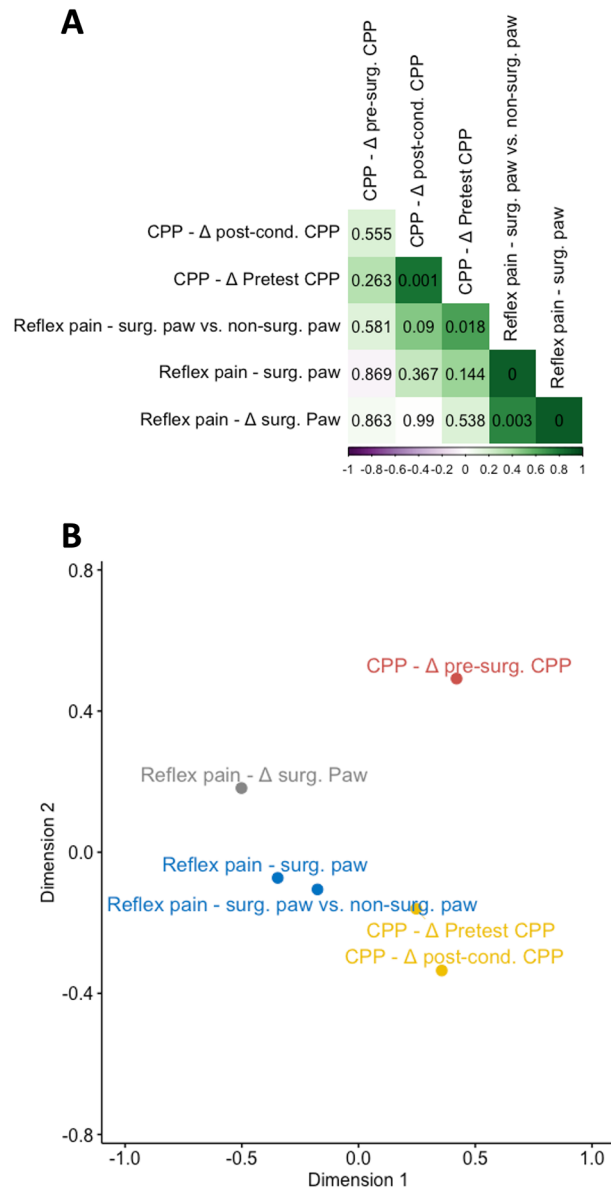 A
CPP - Δ pre-surg. CPP
CPP - Δ post-cond. CPP
CPP - Δ Pretest CPP
Reflex pain - surg. paw vs. non-surg. paw
Reflex pain - surg. paw
CPP - Δ post-cond. CPP 0.555
CPP - Δ Pretest CPP 0.263 0.001
Reflex pain - surg. paw vs. non-surg. paw 0.581 0.09 0.018
Reflex pain - surg. paw 0.869 0.367 0.144 0
Reflex pain - Δ surg. Paw 0.863 0.99 0.538 0.003 0
-1 -0.8 -0.6 -0.4 -0.2 0 0.2 0.4 0.6 0.8 1
B
0.8
CPP - Δ pre-surg. CPP
0.4
Reflex pain - Δ surg. Paw
Dimension 2
0.0
Reflex pain - surg. paw
Reflex pain - surg. paw vs. non-surg. paw
CPP - Δ Pretest CPP
CPP - Δ post-cond. CPP
-0.4
-0.8
-1.0 -0.5 0.0 0.5 1.0
Dimension 1